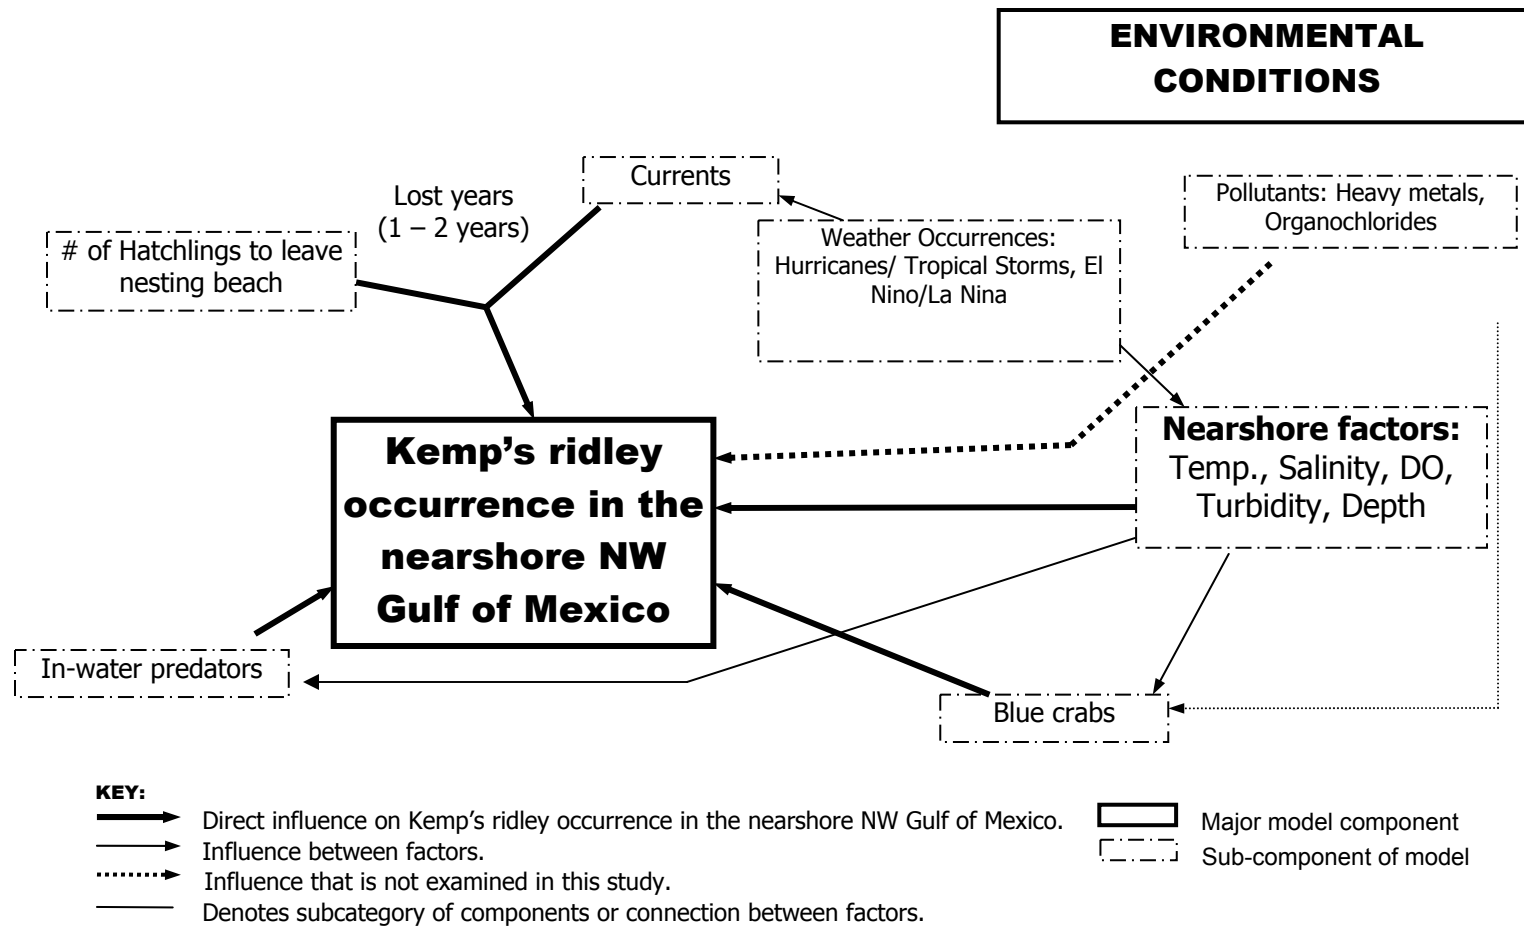 ENVIRONMENTAL
CONDITIONS
Currents
Lost years
(1 – 2 years)
Pollutants: Heavy metals,
Organochlorides
# of Hatchlings to leave
nesting beach
Weather Occurrences:
Hurricanes/ Tropical Storms, El
Nino/La Nina
Kemp’s ridley
occurrence in the
nearshore NW
Gulf of Mexico
Nearshore factors:
Temp., Salinity, DO,
Turbidity, Depth
In-water predators
Blue crabs
KEY:
Direct influence on Kemp’s ridley occurrence in the nearshore NW Gulf of Mexico.
Influence between factors.
Influence that is not examined in this study.
Denotes subcategory of components or connection between factors.
Major model component
Sub-component of model